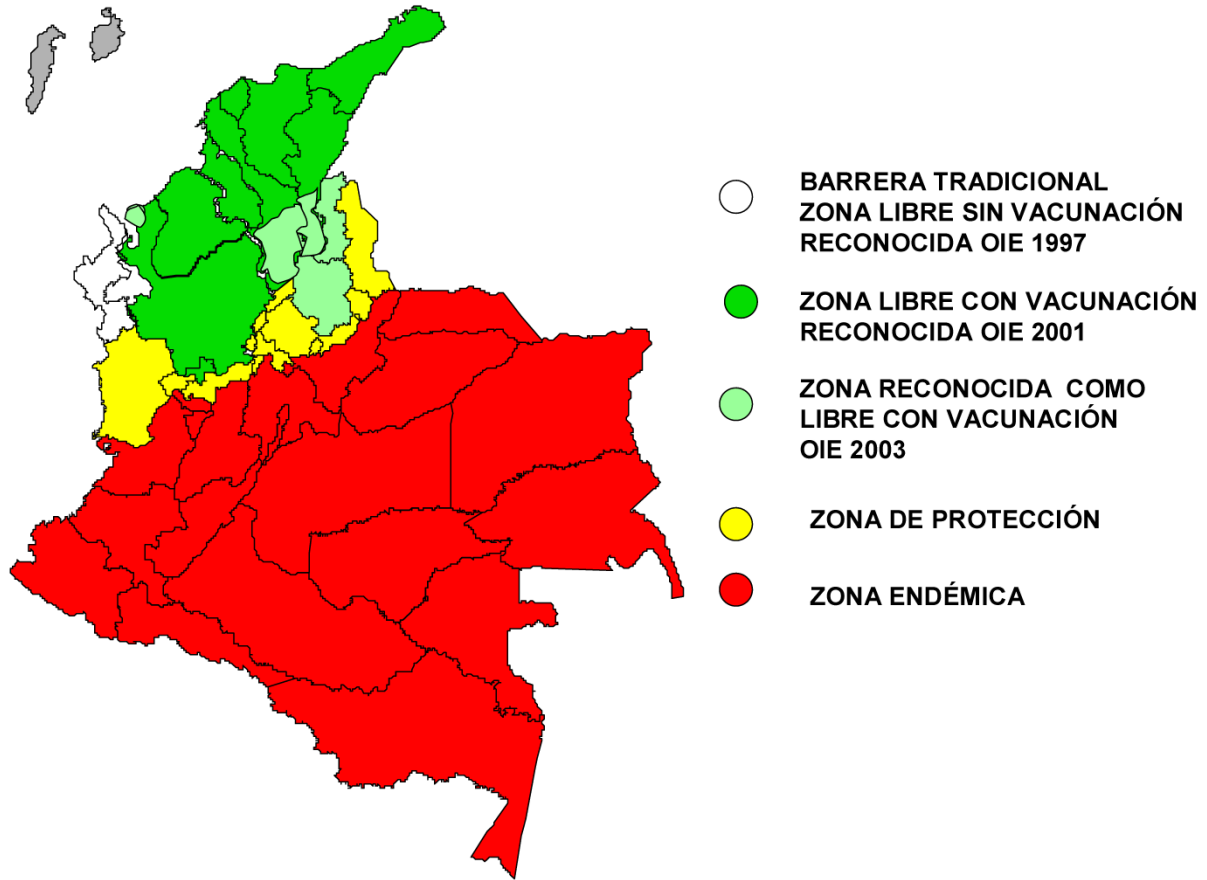 BARRERA TRADICIONAL
ZONA LIBRE SIN VACUNACIÓN
RECONOCIDA OIE 1997
ZONA LIBRE CON VACUNACIÓN
RECONOCIDA OIE 2001
ZONA RECONOCIDA COMO
LIBRE CON VACUNACIÓN
OIE 2003
ZONA DE PROTECCIÓN
ZONA ENDÉMICA